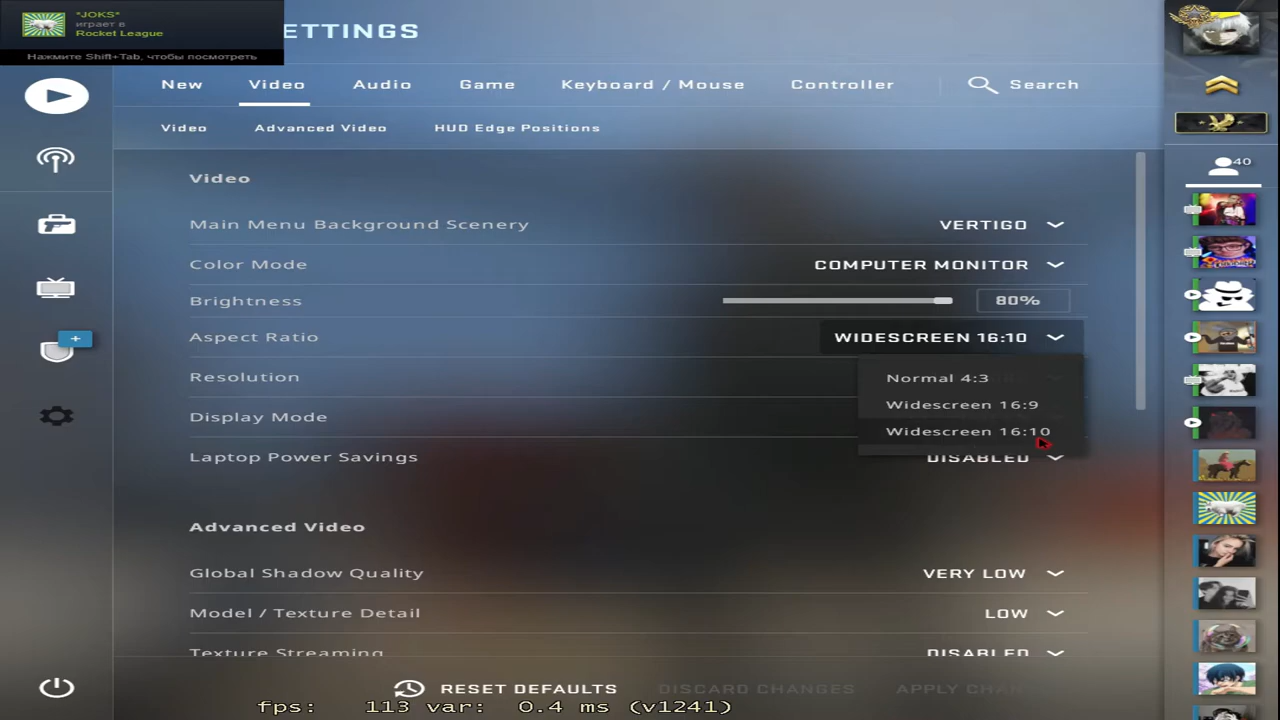 "JOKS"
играет в
Rocket League
Нажмите Shift+Tab, чтобы посмотреть
ETTINGS
New Video Audio Game Keyboard / Mouse Controller Search
Video Advanced Video HUD Edge Positions
40
Video
Main Menu Background Scenery VERTIGO
Color Mode COMPUTER MONITOR
Brightness 80%
Aspect Ratio WIDESCREEN 16:10
Resolution
Normal 4:3
Widescreen 16:9
Display Mode
Widescreen 16:10
Laptop Power Savings DISABLED
Advanced Video
Global Shadow Quality VERY LOW
Model / Texture Detail LOW
Texture Streaming DISABLED
RESET DEFAULTS DISCARD CHANGES APPLY CHAN
fps: 113 var: 0.4 ms (v1241)